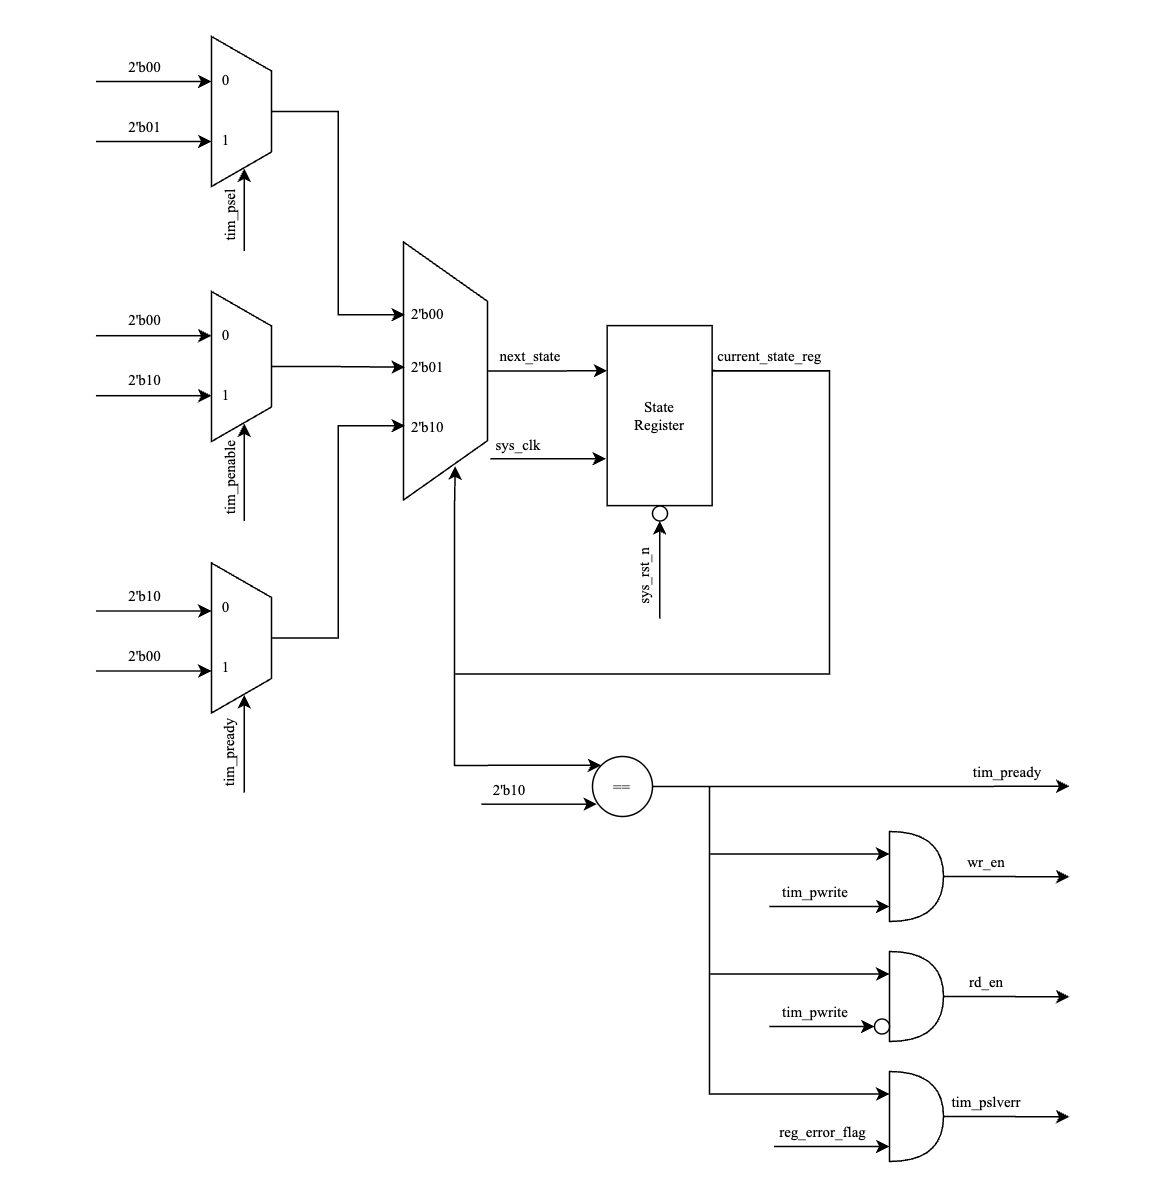 2'b00
0
2'b01
1
tim_psel
2'b00
0
2'b10
1
tim_penable
2'b10
0
2'b00
1
tim_pready
2'b00
2'b01
2'b10
next_state
sys_clk
State
Register
current_state_reg
sys_rst_n
2'b10
==
tim_pready
wr_en
tim_pwrite
rd_en
tim_pwrite
tim_pslverr
reg_error_flag